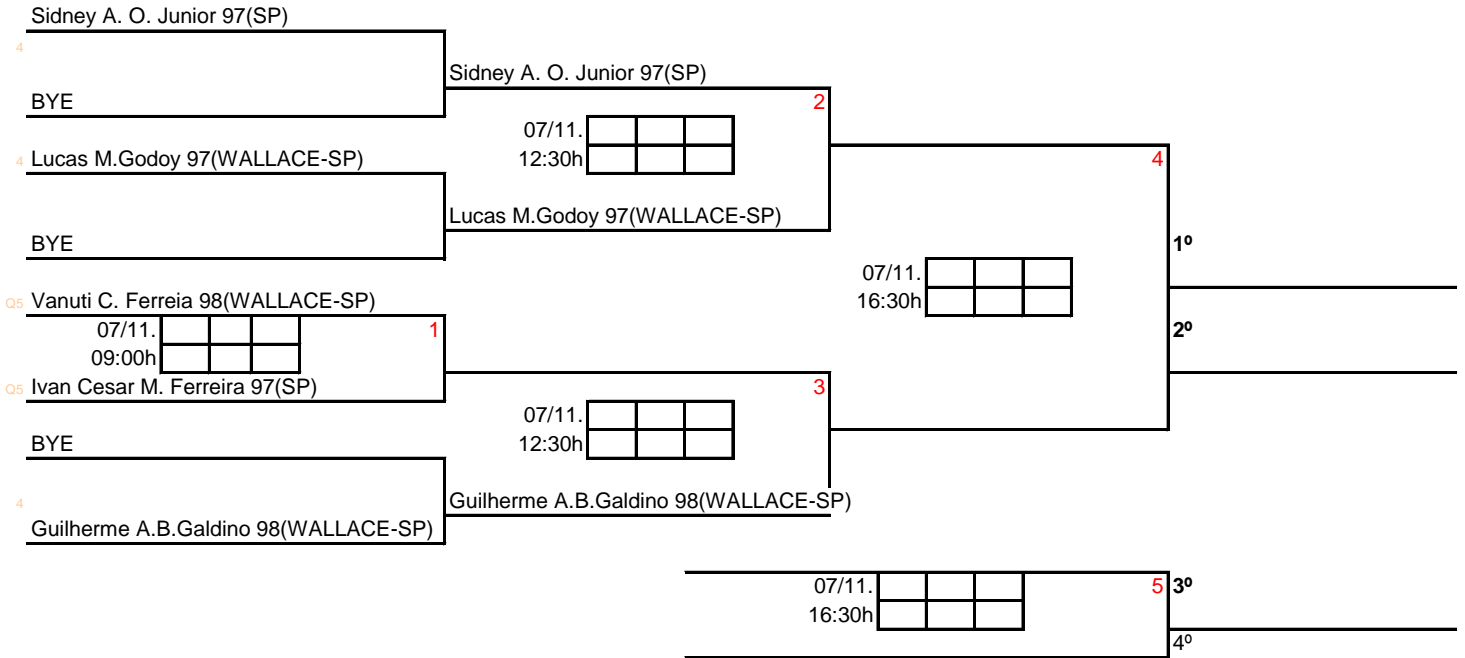 Sidney A. O. Junior 97(SP)
4
Sidney A. O. Junior 97(SP)
BYE
2
07/11.
12:30h
4 Lucas M.Godoy 97(WALLACE-SP)
4
Lucas M.Godoy 97(WALLACE-SP)
BYE
1º
07/11.
16:30h
Q5 Vanuti C. Ferreia 98(WALLACE-SP)
07/11.
09:00h
1
2º
Q5 Ivan Cesar M. Ferreira 97(SP)
3
07/11.
12:30h
BYE
4
Guilherme A.B.Galdino 98(WALLACE-SP)
Guilherme A.B.Galdino 98(WALLACE-SP)
07/11.
16:30h
5 3º
4º